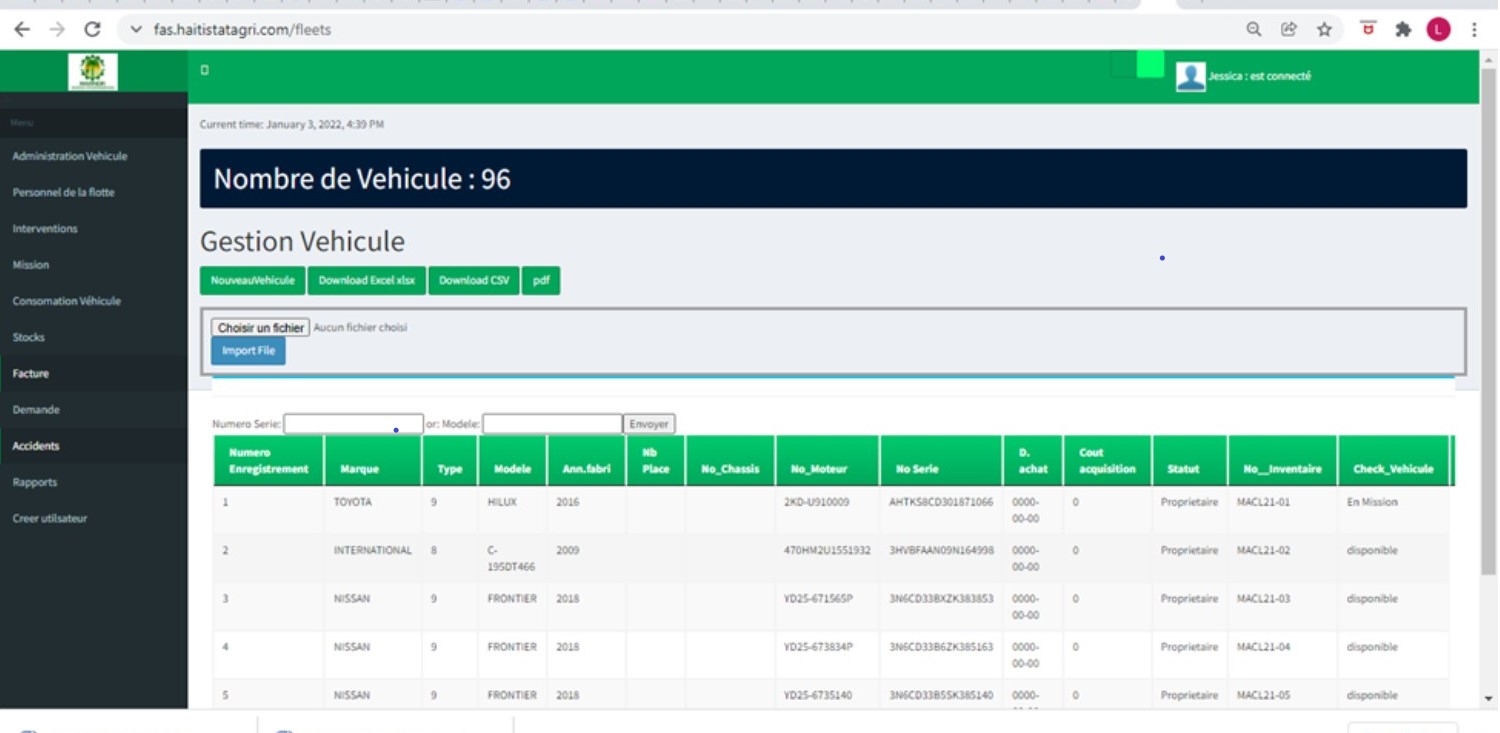 fas.haitistatagri.com/fleets
L
Jessica : est connecté
Menu
Current time: January 3, 2022, 4:39 PM
Administration Vehicule
Nombre de Vehicule : 96
Personnel de la flotte
Interventions
Gestion Vehicule
Mission
NouveauVehicule Download Excel xlsx Download CSV pdf
Consomation Véhicule
Choisir un fichier Aucun fichier choisi
Stocks
Import File
Facture
Demande
Numero Serie: or: Modele: Envoyer
Accidents
Numero Enregistrement Marque Type Modele Ann.fabri Nb Place No_Chassis No_Moteur No Serie D. achat Cout acquisition Statut No__Inventaire Check_Vehicule
Rapports
1 TOYOTA 9 HILUX 2016 2KD-U910009 AHTKS8CD301871066 0000-00-00 0 Proprietaire MACL21-01 En Mission
Creer utilsateur
2 INTERNATIONAL 8 C-195DT466 2009 470HM2U1551932 3HVBFAAN09N164998 0000-00-00 0 Proprietaire MACL21-02 disponible
3 NISSAN 9 FRONTIER 2018 YD25-671565P 3N6CD33BXZK383853 0000-00-00 0 Proprietaire MACL21-03 disponible
4 NISSAN 9 FRONTIER 2018 YD25-673834P 3N6CD33B6ZK385163 0000-00-00 0 Proprietaire MACL21-04 disponible
5 NISSAN 9 FRONTIER 2018 YD25-6735140 3N6CD33B5SK385140 0000- 0 Proprietaire MACL21-05 disponible